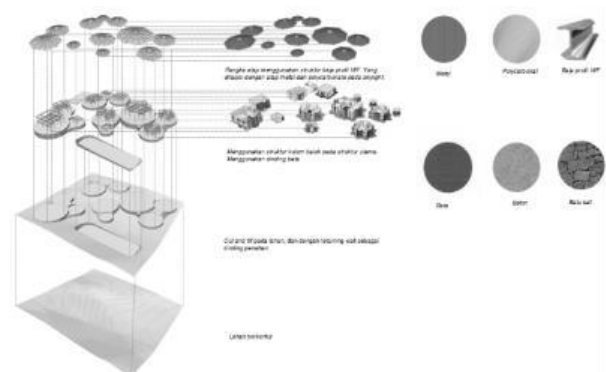 Rangka atap menggunakan struktur baja profil WF. Yang
ditutupi dengan atap metal dan polycarbonate pada skylight.
Metal
Polycarbonat
Baja profil WF
Menggunakan struktur kolom balok pada struktur utama.
Menggunakan dinding bata
Bata
Beton
Batu kali
Cut and fill pada lahan, dan dengan retaining wall sebagai
dinding penahan.
Lahan berkontur